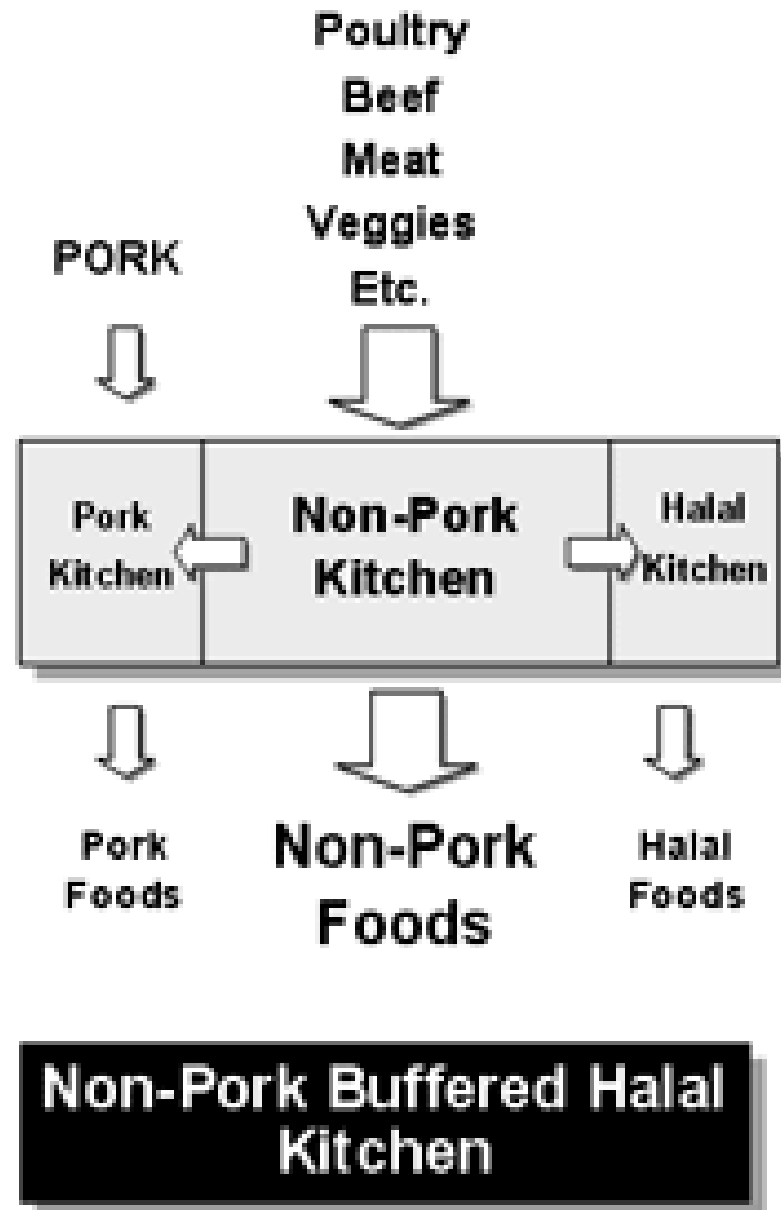 Poultry
Beef
Meat
Veggies
Etc.
PORK
Pork
Kitchen
Non-Pork
Kitchen
Halal
Kitchen
Pork
Foods
Non-Pork
Foods
Halal
Foods
Non-Pork Buffered Halal
Kitchen